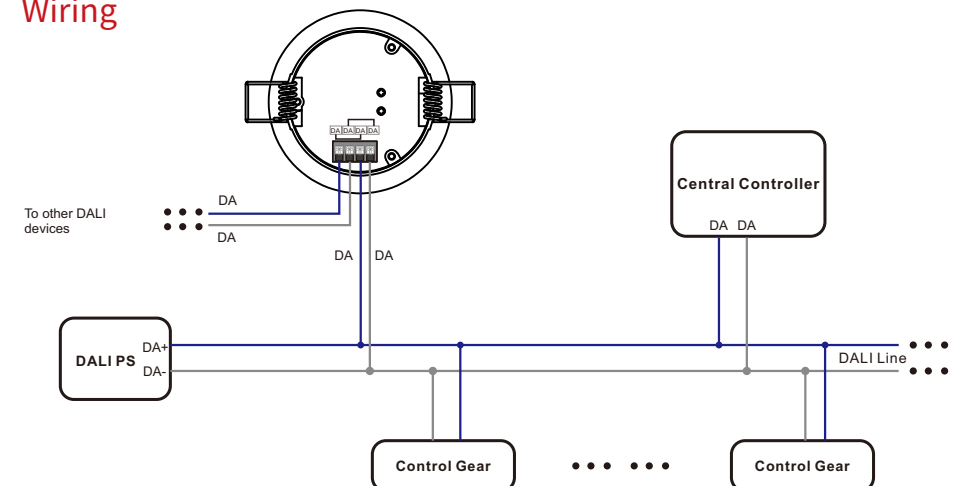 Wiring
DA DA DA DA
To other DALI
devices
DA
DA
DA DA
Central Controller
DA DA
DALI PS
DA+
DA-
DALI Line
Control Gear
Control Gear